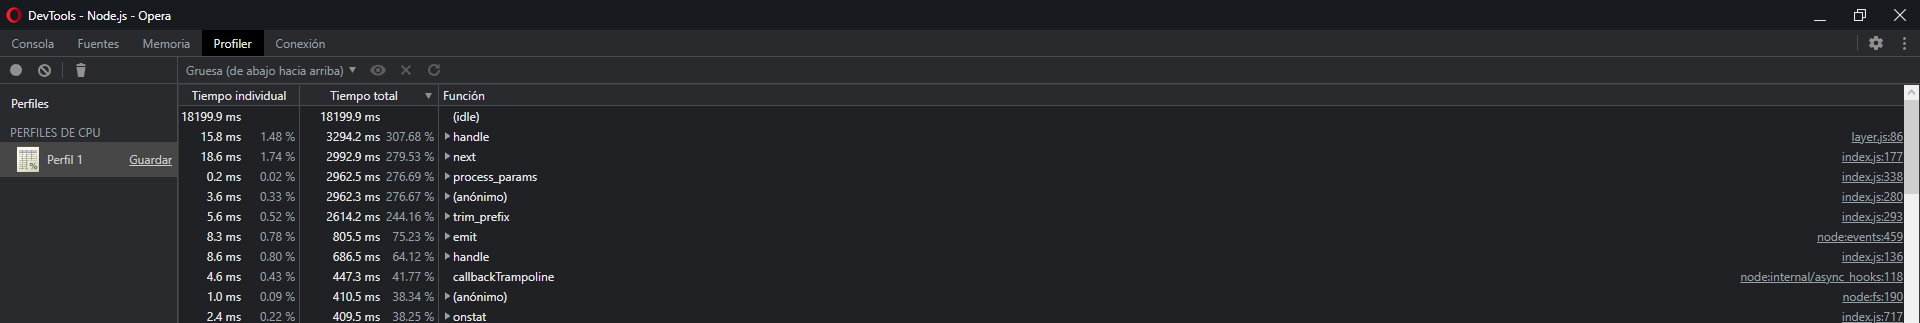 DevTools - Node.js - Opera
Consola Fuentes Memoria Profiler Conexión
Gruesa (de abajo hacia arriba)
Perfiles
PERFILES DE CPU
Perfil 1 Guardar
Tiempo individual Tiempo total Función
18199.9 ms 18199.9 ms (idle)
15.8 ms 1.48 % 3294.2 ms 307.68 % handle layer.js:86
18.6 ms 1.74 % 2992.9 ms 279.53 % next index.js:177
0.2 ms 0.02 % 2962.5 ms 276.69 % process_params index.js:338
3.6 ms 0.33 % 2962.3 ms 276.67 % (anónimo) index.js:280
5.6 ms 0.52 % 2614.2 ms 244.16 % trim_prefix index.js:293
8.3 ms 0.78 % 805.5 ms 75.23 % emit node:events:459
8.6 ms 0.80 % 686.5 ms 64.12 % handle index.js:136
4.6 ms 0.43 % 447.3 ms 41.77 % callbackTrampoline node:internal/async_hooks:118
1.0 ms 0.09 % 410.5 ms 38.34 % (anónimo) node:fs:190
2.4 ms 0.22 % 409.5 ms 38.25 % onstat index.js:717